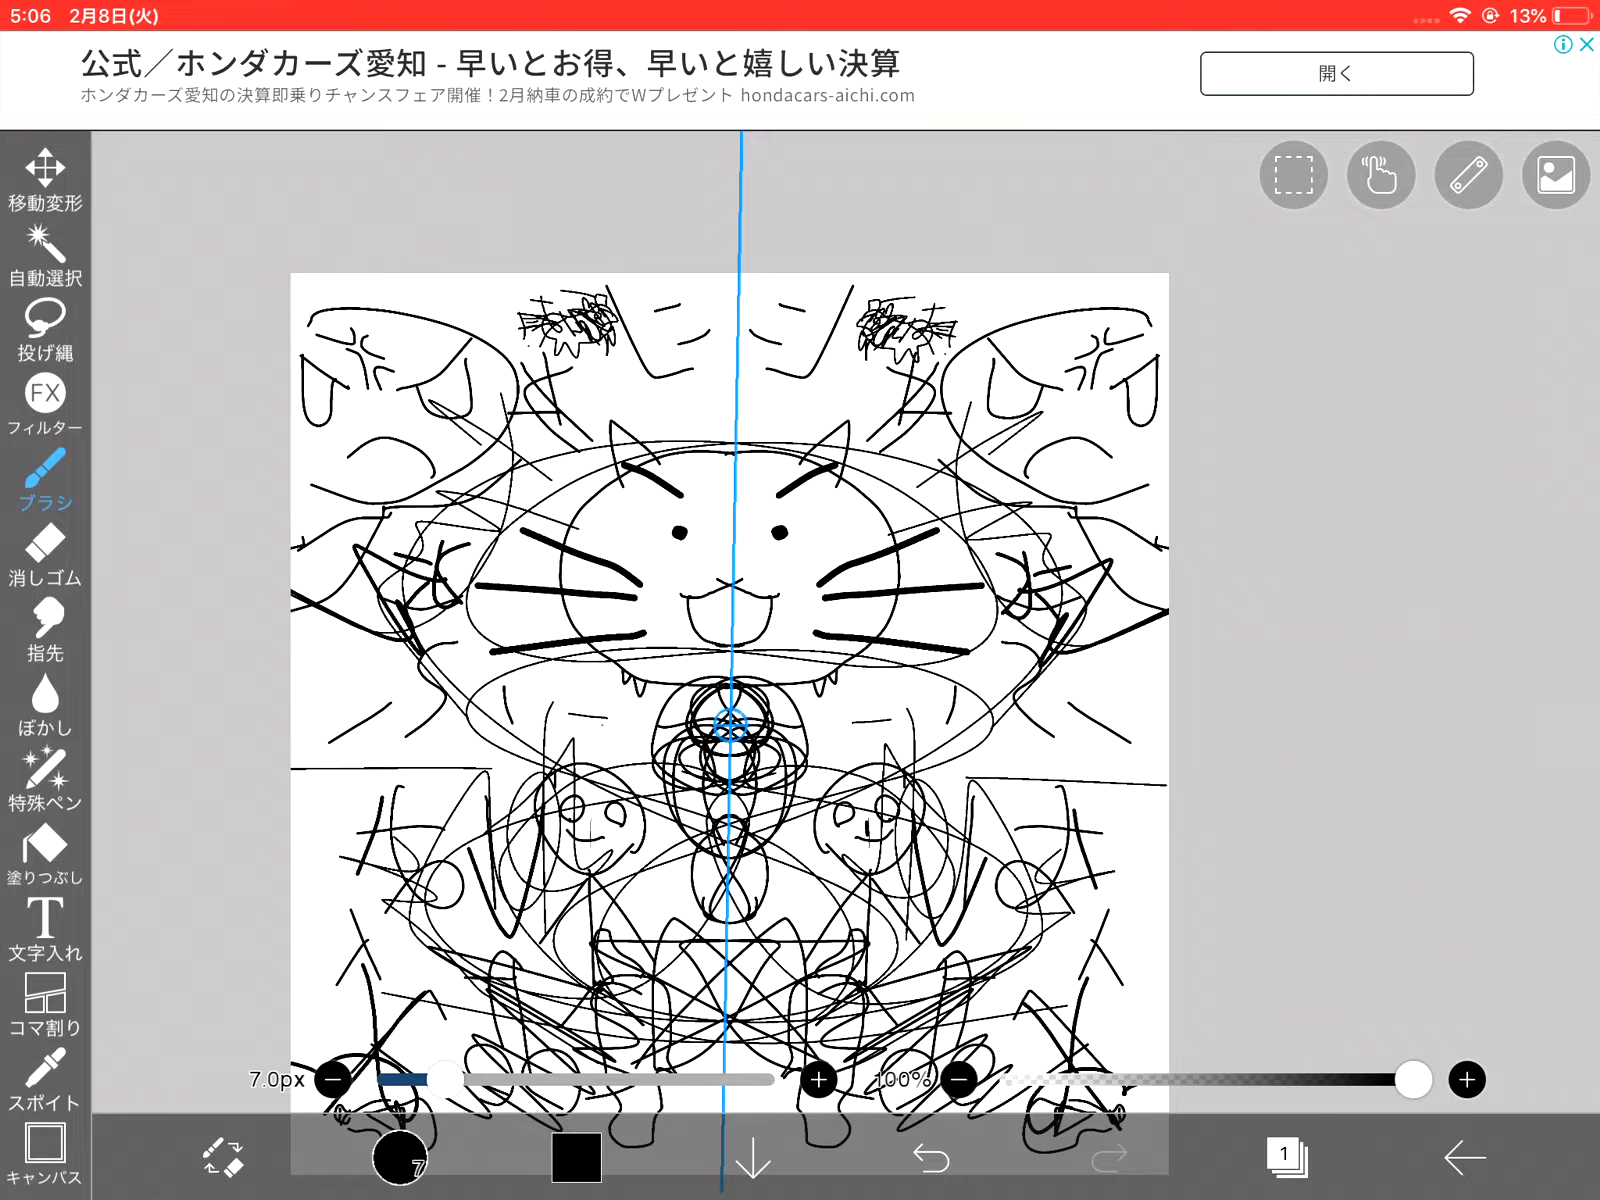 5:06 2月8日(火)
13%
公式／ホンダカーズ愛知 - 早いとお得、早いと嬉しい決算
ホンダカーズ愛知の決算即乗りチャンスフェア開催！2月納車の成約でWプレゼント hondacars-aichi.com
開く
移動変形
自動選択
投げ縄
FX
フィルター
ブラシ
消しゴム
指先
ぼかし
特殊ペン
塗りつぶし
T
文字入れ
コマ割り
スポイト
キャンバス
7.0px
100%
7
1